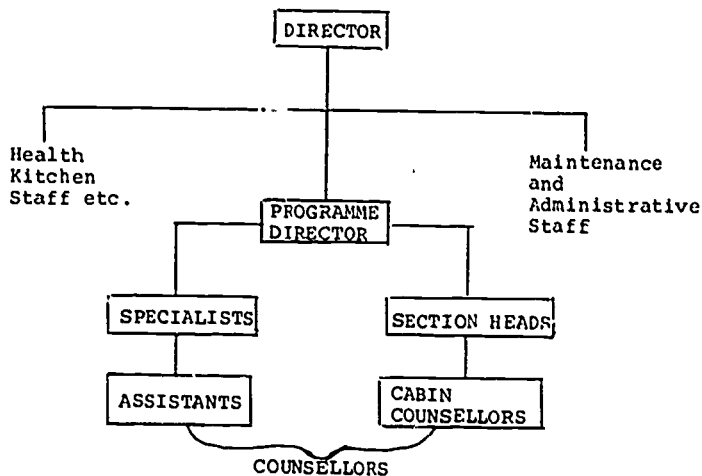 DIRECTOR
Health
Kitchen
Staff etc.
Maintenance
and
Administrative
Staff
PROGRAMME
DIRECTOR
SPECIALISTS
SECTION HEADS
ASSISTANTS
CABIN
COUNSELLORS
COUNSELLORS